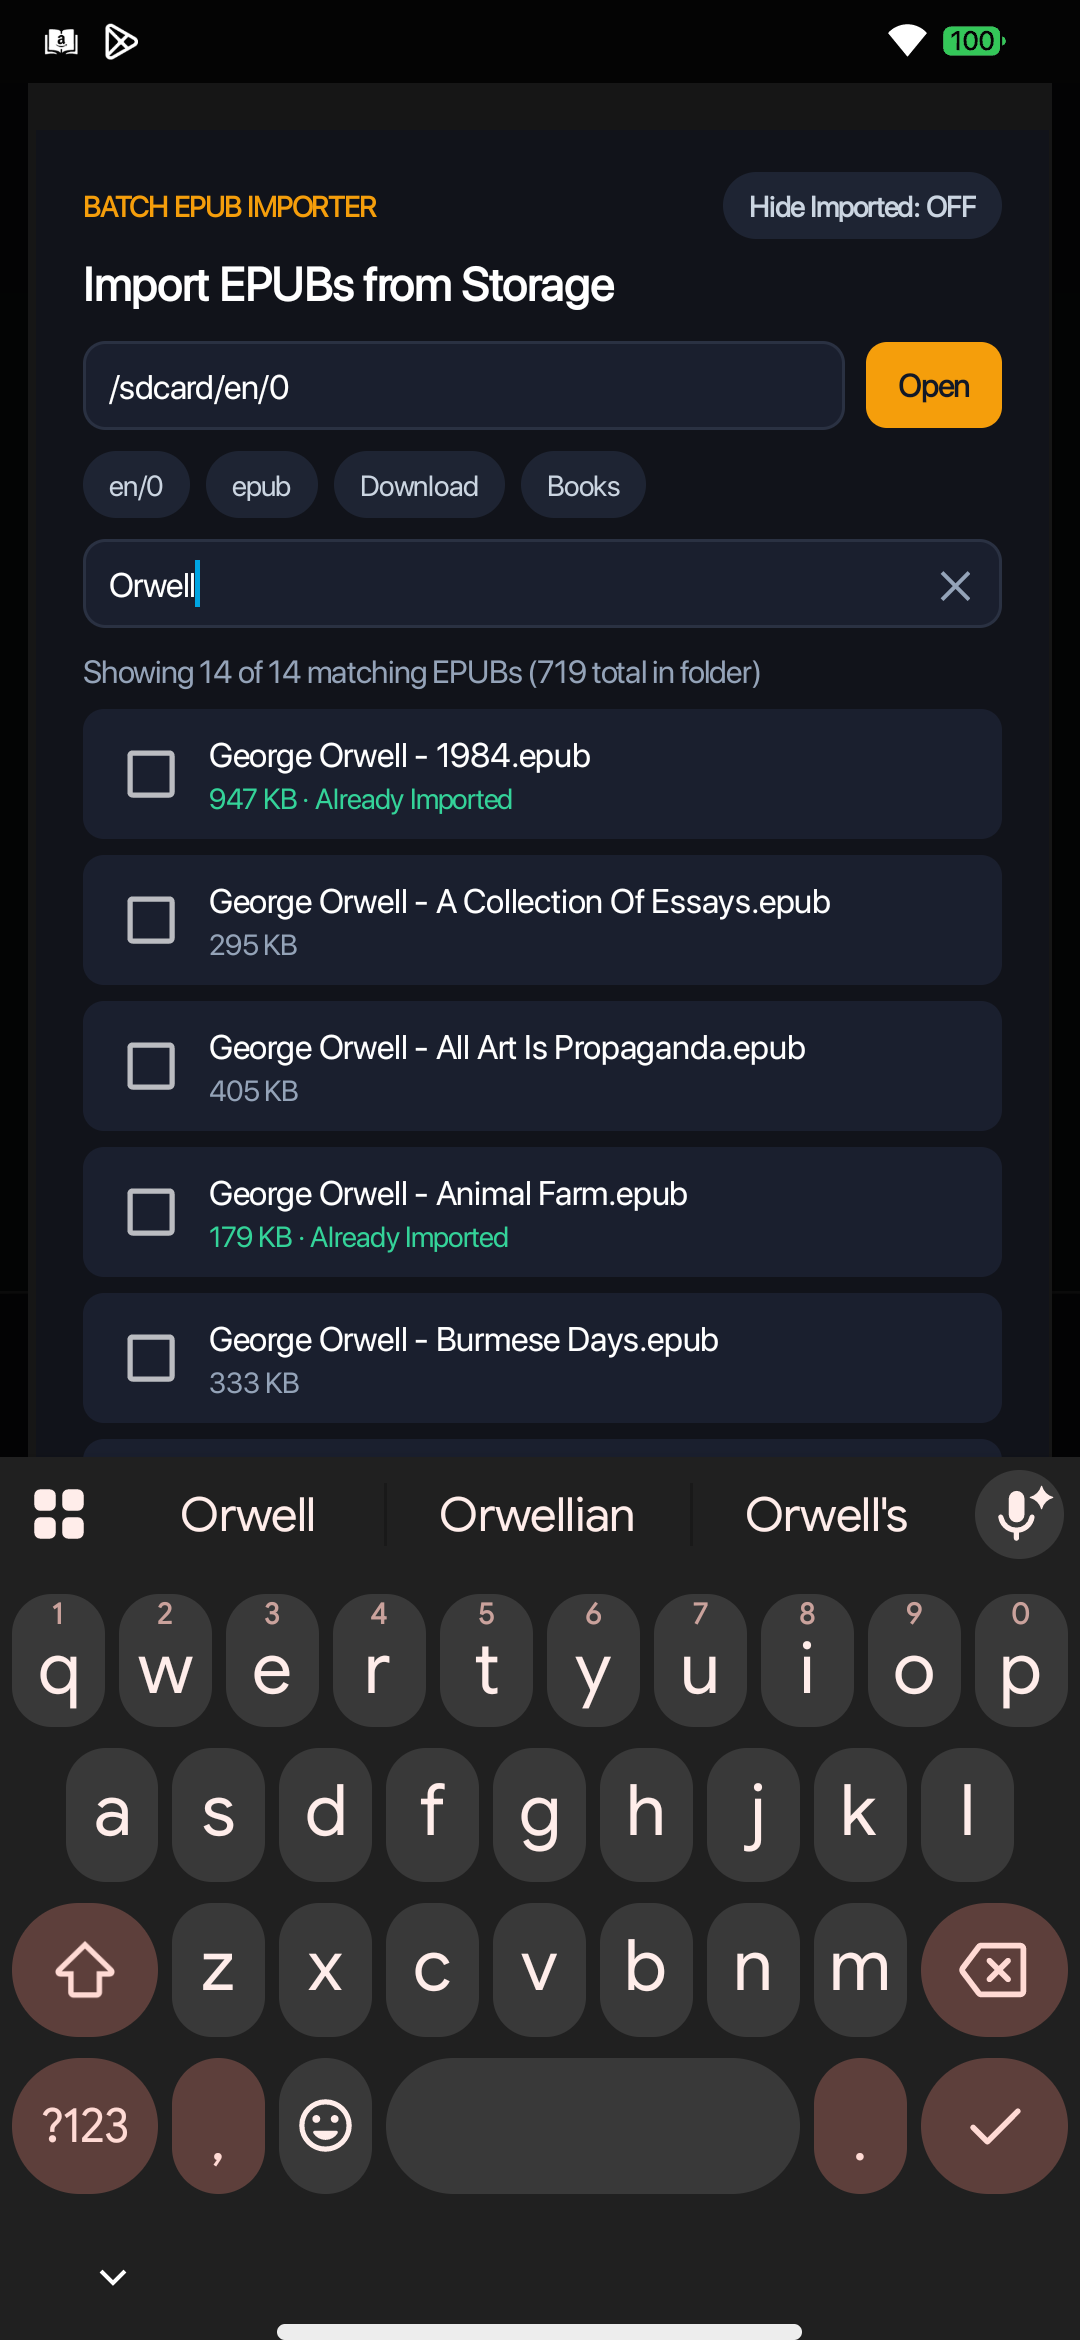 100
BATCH EPUB IMPORTER
Hide Imported: OFF
Import EPUBs from Storage
/sdcard/en/0
Open
en/0
epub
Download
Books
Orwell
Showing 14 of 14 matching EPUBs (719 total in folder)
George Orwell - 1984.epub
947 KB · Already Imported
George Orwell - A Collection Of Essays.epub
295 KB
George Orwell - All Art Is Propaganda.epub
405 KB
George Orwell - Animal Farm.epub
179 KB · Already Imported
George Orwell - Burmese Days.epub
333 KB
Orwell
Orwellian
Orwell's
1 2 3 4 5 6 7 8 9 0
q w e r t y u i o p
a s d f g h j k l
z x c v b n m
?123 , .